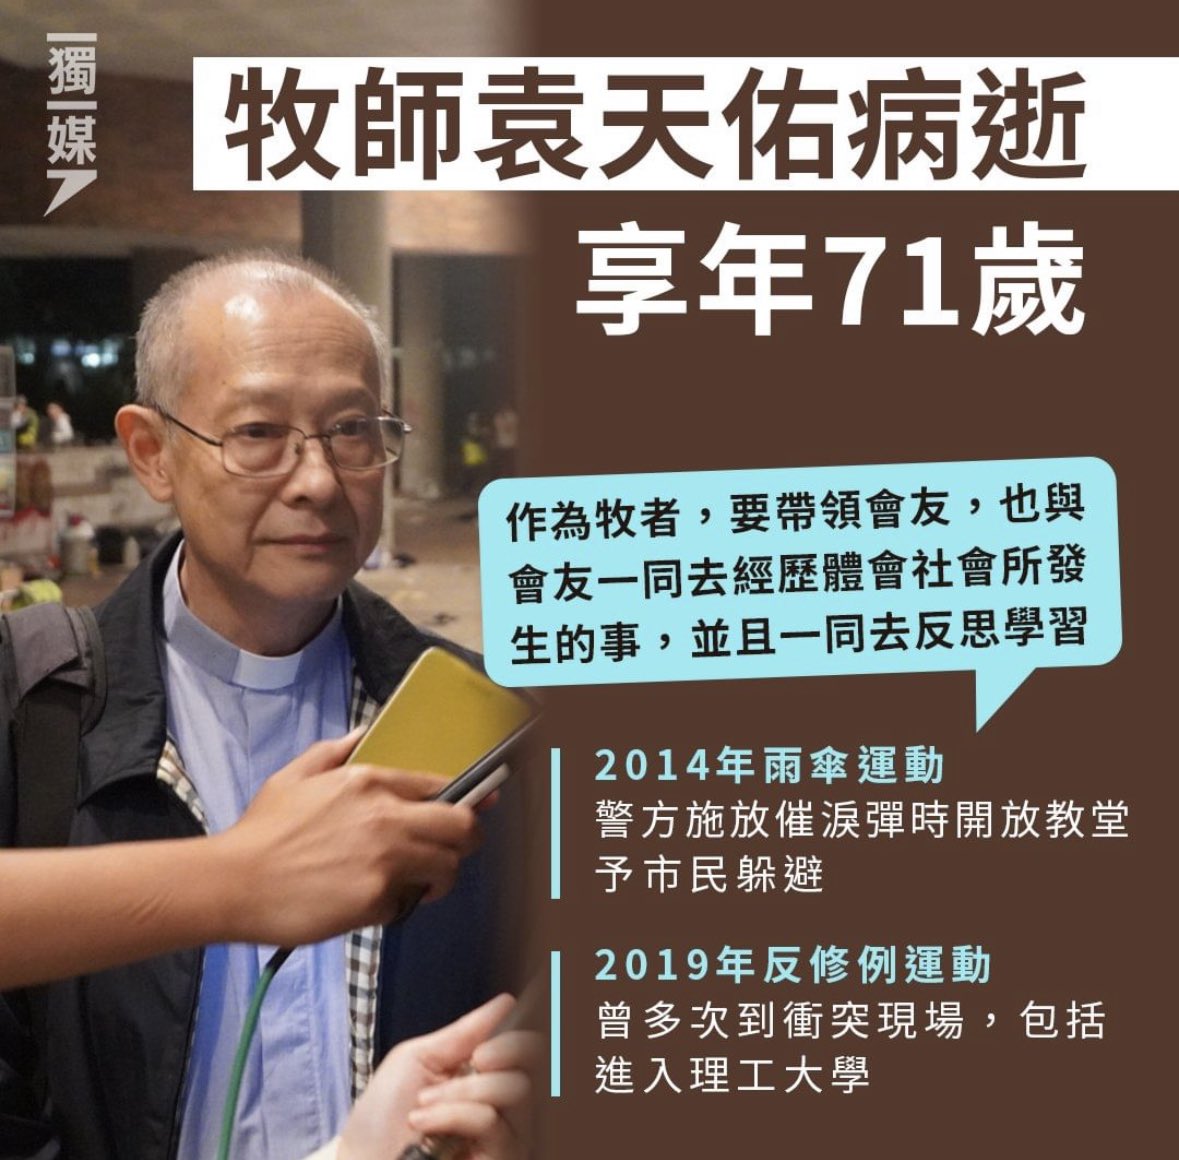 獨媒
牧師袁天佑病逝
享年71歲
作為牧者，要帶領會友，也與
會友一同去經歷體會社會所發
生的事，並且一同去反思學習
2014年雨傘運動
警方施放催淚彈時開放教堂
予市民躲避
2019年反修例運動
曾多次到衝突現場，包括
進入理工大學